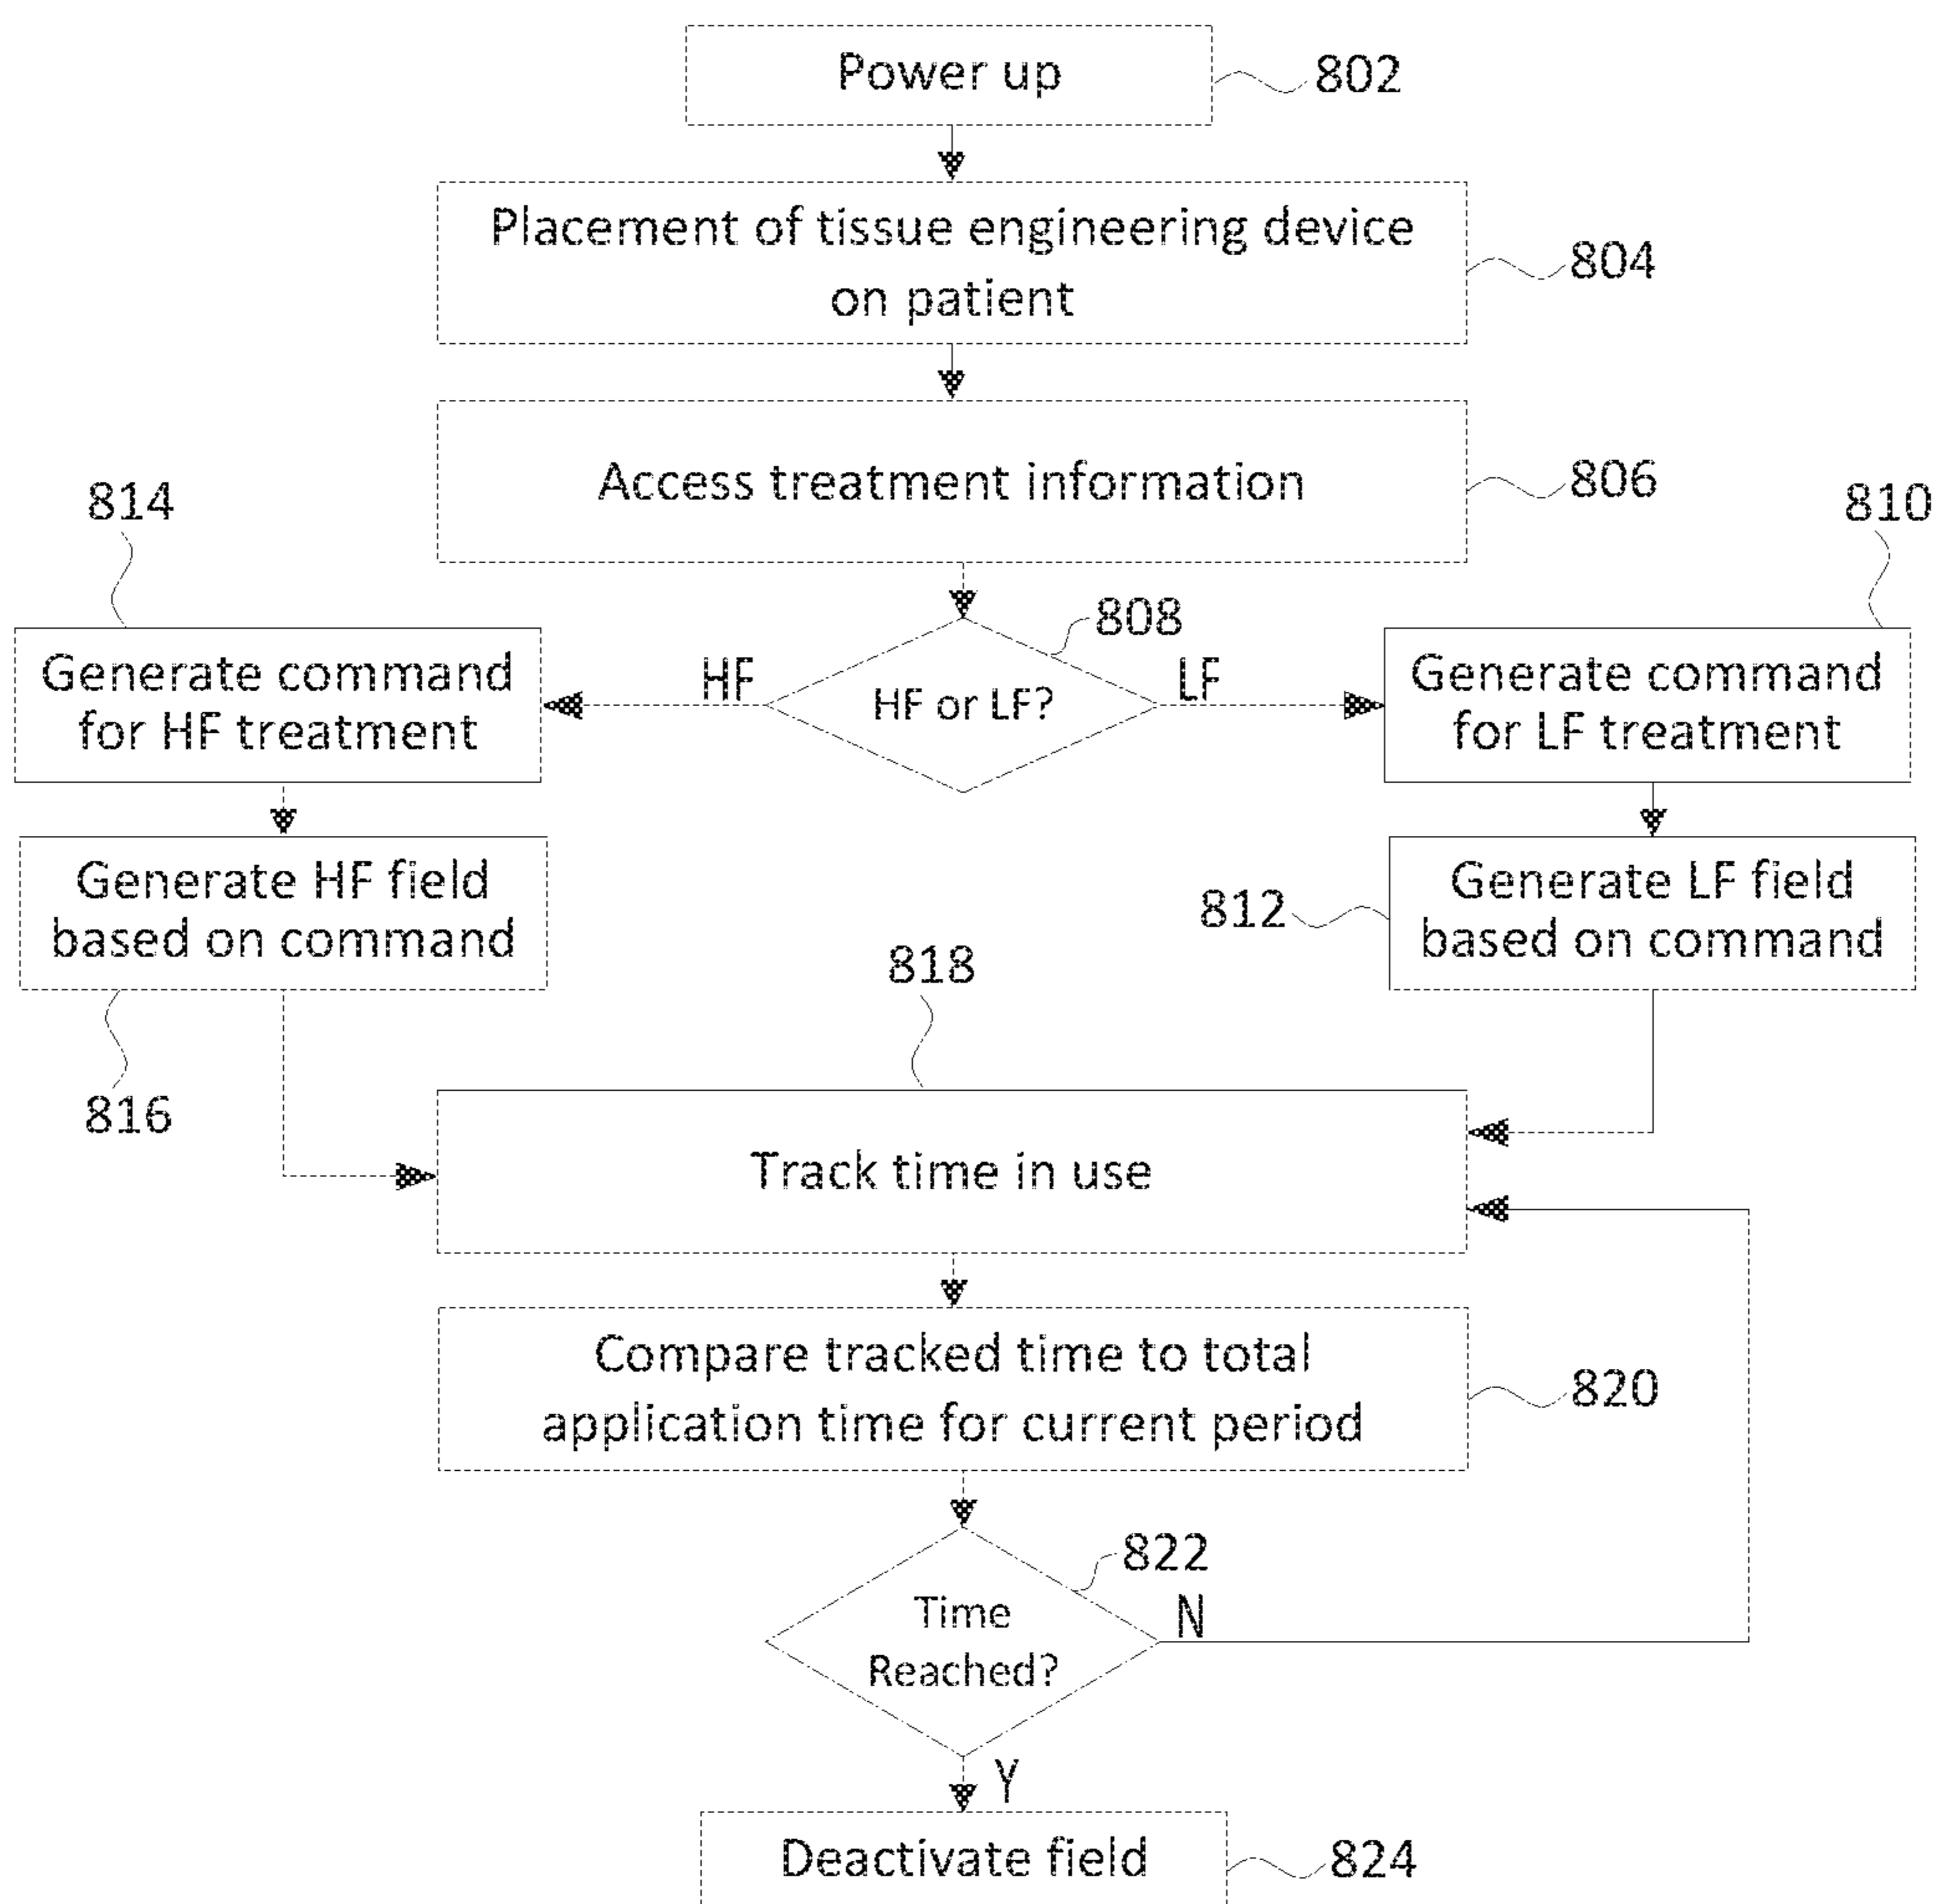 Power up
802
Placement of tissue engineering device
on patient
804
Access treatment information
806
814
810
808
HF or LF?
HF
LF
Generate command
for HF treatment
Generate command
for LF treatment
Generate HF field
based on command
816
812
Generate LF field
based on command
818
Track time in use
Compare tracked time to total
application time for current period
820
822
Time
Reached?
N
Y
Deactivate field
824